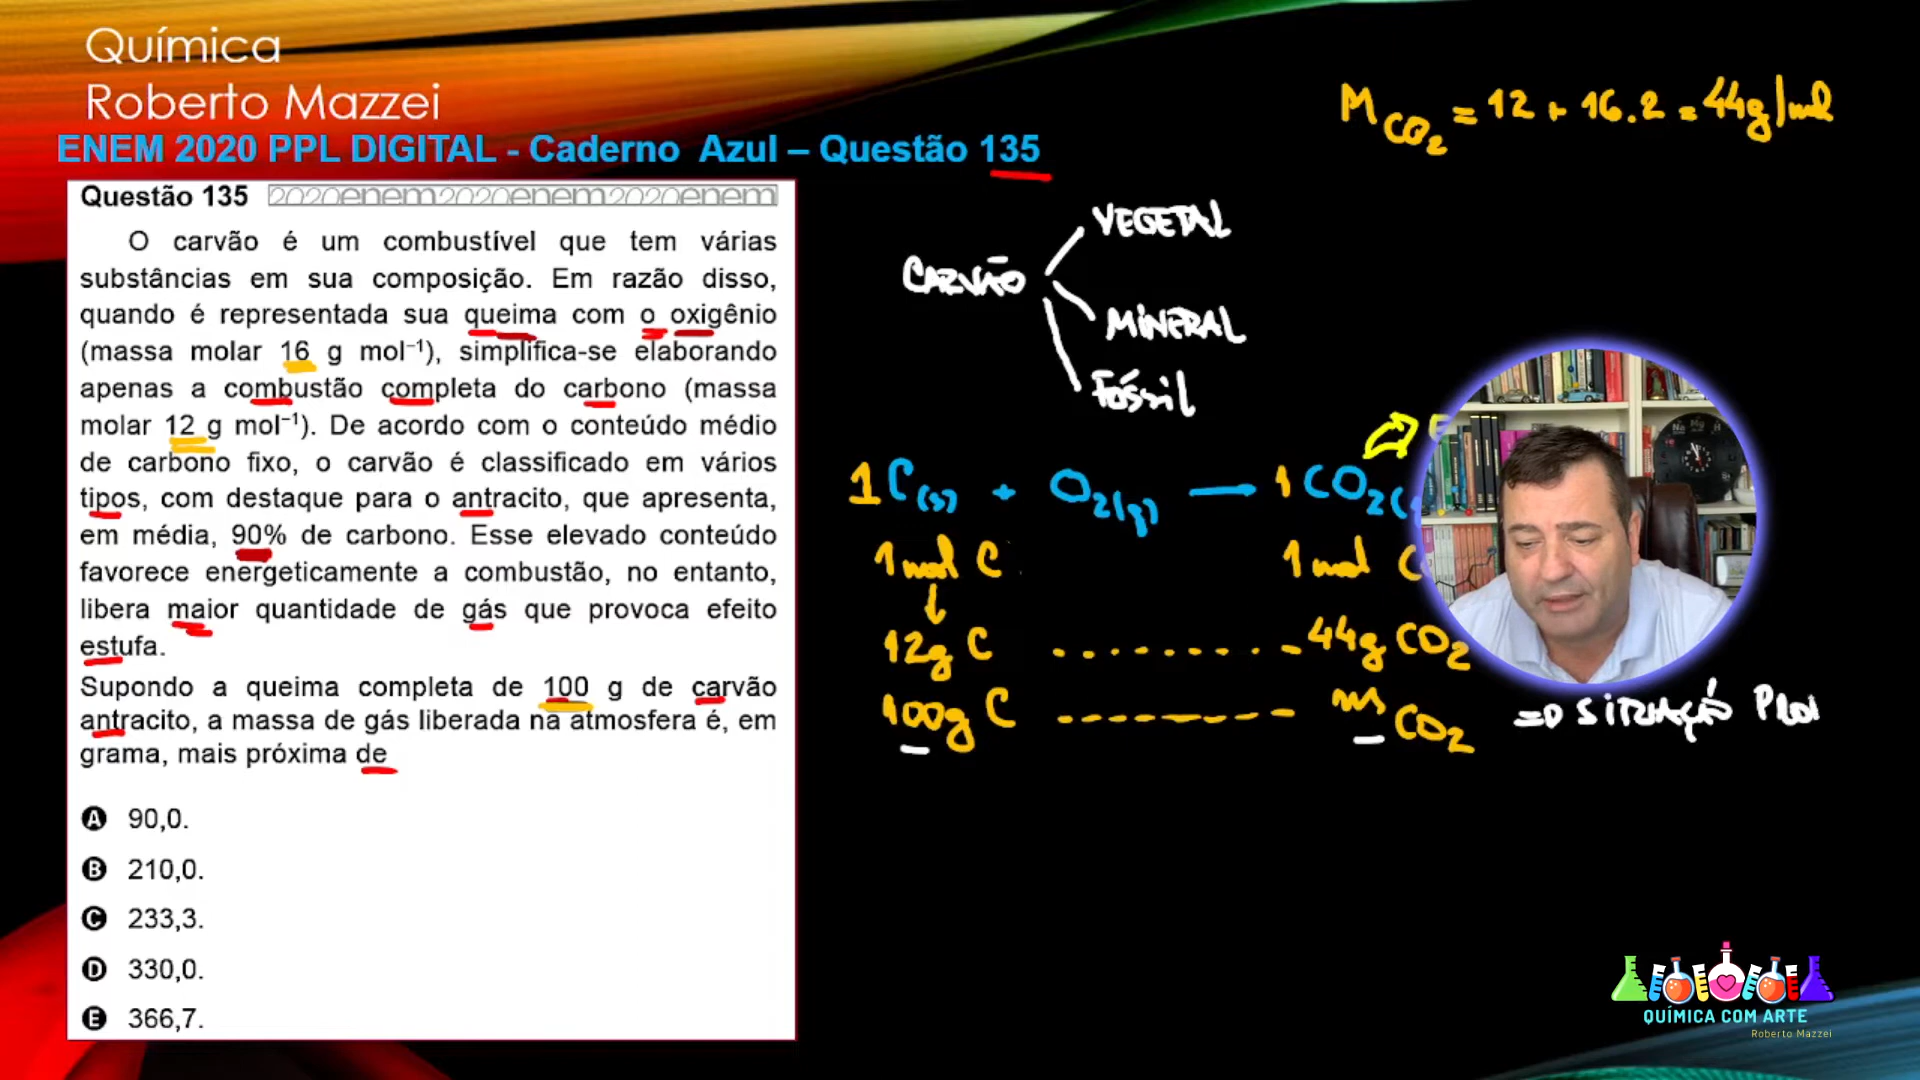 Química
Roberto Mazzei
ENEM 2020 PPL DIGITAL - Caderno Azul – Questão 135
Questão 135 2020enem2020enem2020enem
O carvão é um combustível que tem várias
substâncias em sua composição. Em razão disso,
quando é representada sua queima com o oxigênio
(massa molar 16 g mol⁻¹), simplifica-se elaborando
apenas a combustão completa do carbono (massa
molar 12 g mol⁻¹). De acordo com o conteúdo médio
de carbono fixo, o carvão é classificado em vários
tipos, com destaque para o antracito, que apresenta,
em média, 90% de carbono. Esse elevado conteúdo
favorece energeticamente a combustão, no entanto,
libera maior quantidade de gás que provoca efeito
estufa.
Supondo a queima completa de 100 g de carvão
antracito, a massa de gás liberada na atmosfera é, em
grama, mais próxima de
A 90,0.
B 210,0.
C 233,3.
D 330,0.
E 366,7.
M CO₂ = 12 + 16.2 = 44g/mol
VEGETAL
CARVÃO
MINERAL
FÓSSIL
1 C(s) + O₂(g) → 1 CO₂(
1 mol C 1 mol C
12g C ......... 44g CO₂
100g C --------- m CO₂ => SITUAÇÃO
QUÍMICA COM ARTE
Roberto Mazzei